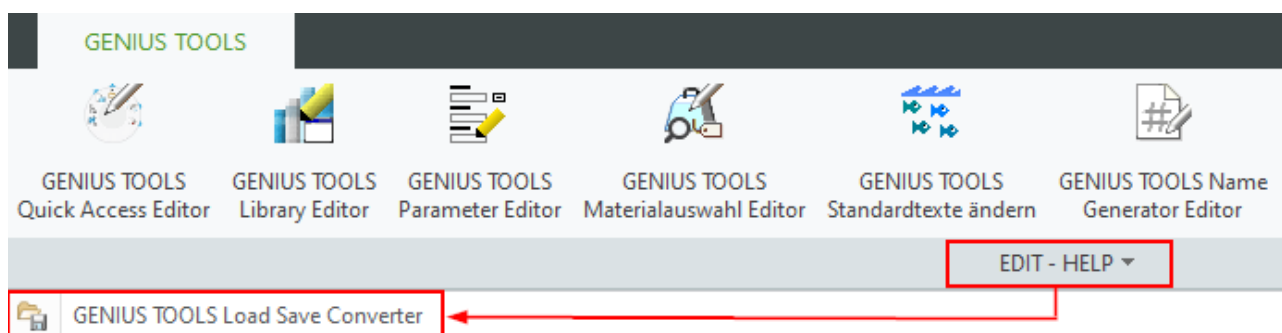 GENIUS TOOLS
GENIUS TOOLS
Quick Access Editor
GENIUS TOOLS
Library Editor
GENIUS TOOLS
Parameter Editor
GENIUS TOOLS
Materialauswahl Editor
GENIUS TOOLS
Standardtexte ändern
GENIUS TOOLS Name
Generator Editor
EDIT - HELP
GENIUS TOOLS Load Save Converter